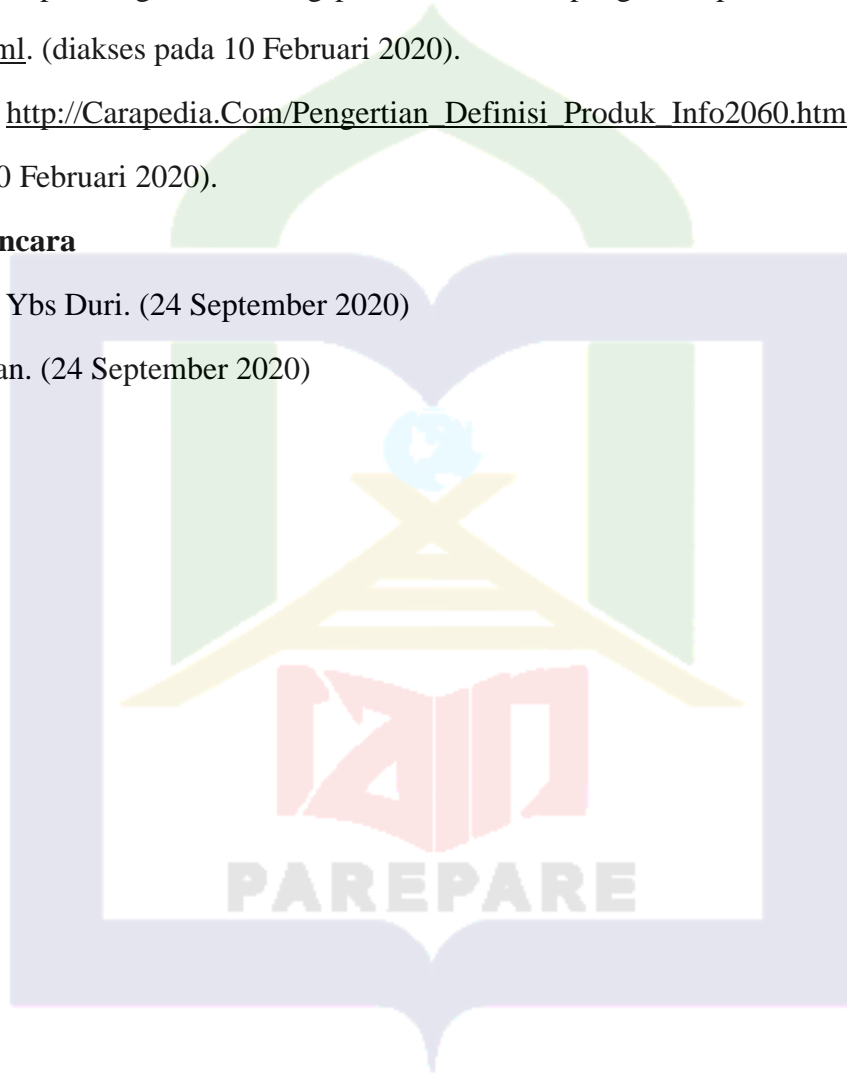 ml. (diakses pada 10 Februari 2020).
http://Carapedia.Com/Pengertian_Definisi_Produk_Info2060.htm
0 Februari 2020).
ncara
Ybs Duri. (24 September 2020)
an. (24 September 2020)
iain
PAREPARE